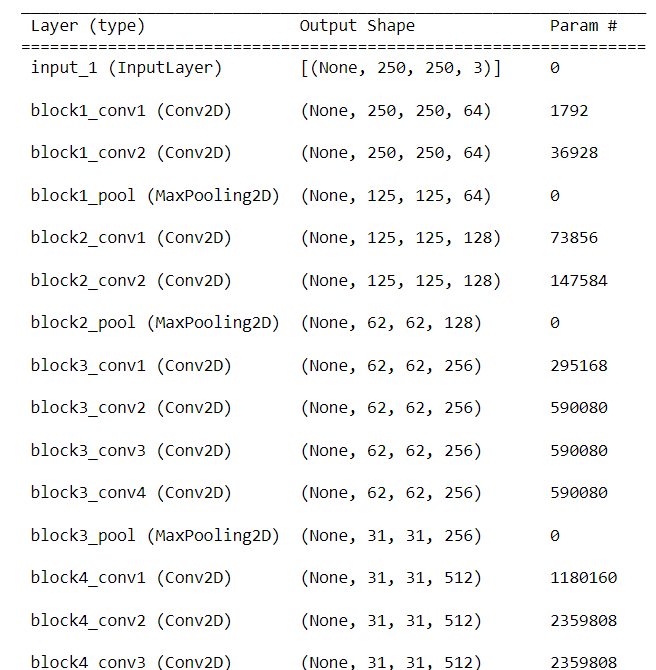 Layer (type) Output Shape Param #
input_1 (InputLayer) [(None, 250, 250, 3)] 0
block1_conv1 (Conv2D) (None, 250, 250, 64) 1792
block1_conv2 (Conv2D) (None, 250, 250, 64) 36928
block1_pool (MaxPooling2D) (None, 125, 125, 64) 0
block2_conv1 (Conv2D) (None, 125, 125, 128) 73856
block2_conv2 (Conv2D) (None, 125, 125, 128) 147584
block2_pool (MaxPooling2D) (None, 62, 62, 128) 0
block3_conv1 (Conv2D) (None, 62, 62, 256) 295168
block3_conv2 (Conv2D) (None, 62, 62, 256) 590080
block3_conv3 (Conv2D) (None, 62, 62, 256) 590080
block3_conv4 (Conv2D) (None, 62, 62, 256) 590080
block3_pool (MaxPooling2D) (None, 31, 31, 256) 0
block4_conv1 (Conv2D) (None, 31, 31, 512) 1180160
block4_conv2 (Conv2D) (None, 31, 31, 512) 2359808
block4_conv3 (Conv2D) (None, 31, 31, 512) 2359808